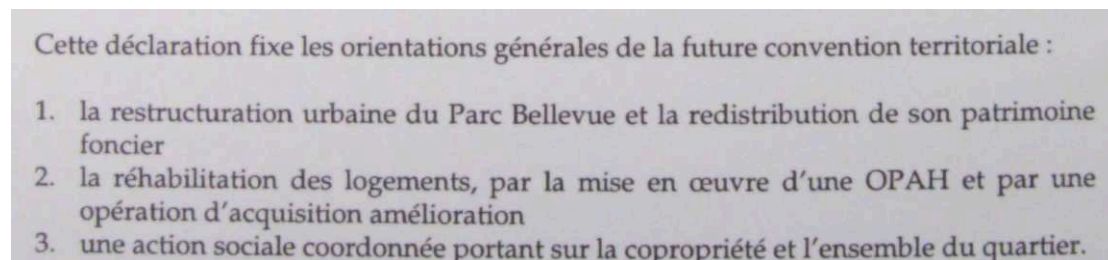 Cette déclaration fixe les orientations générales de la future convention territoriale :
1. la restructuration urbaine du Parc Bellevue et la redistribution de son patrimoine
foncier
2. la réhabilitation des logements, par la mise en œuvre d'une OPAH et par une
opération d'acquisition amélioration
3. une action sociale coordonnée portant sur la copropriété et l'ensemble du quartier.